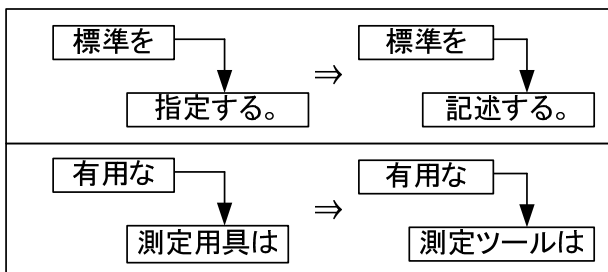 標準を ⇒ 標準を
指定する。 記述する。
有用な ⇒ 有用な
測定用具は 測定ツールは